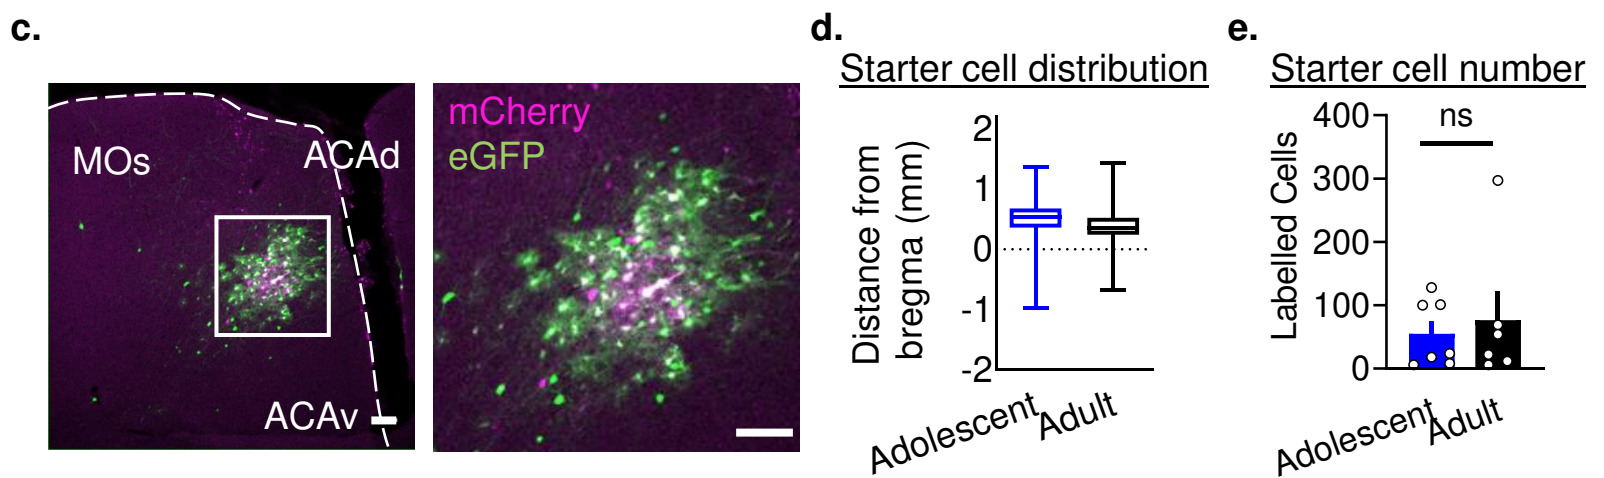 c.
MOs
ACAd
ACAv
mCherry
eGFP
d.
Starter cell distribution
Distance from
bregma (mm)
2
1
0
-1
-2
Adolescent
Adult
e.
Starter cell number
Labelled Cells
400
300
200
100
0
ns
Adolescent
Adult